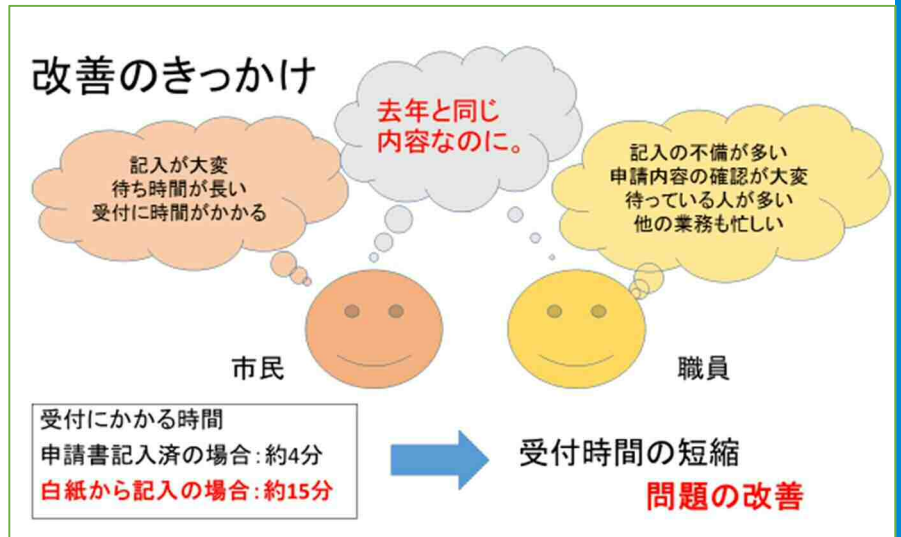 改善のきっかけ
去年と同じ
内容なのに。
記入が大変
待ち時間が長い
受付に時間がかかる
記入の不備が多い
申請内容の確認が大変
待っている人が多い
他の業務も忙しい
市民
職員
受付にかかる時間
申請書記入済の場合：約4分
白紙から記入の場合：約15分
受付時間の短縮
問題の改善